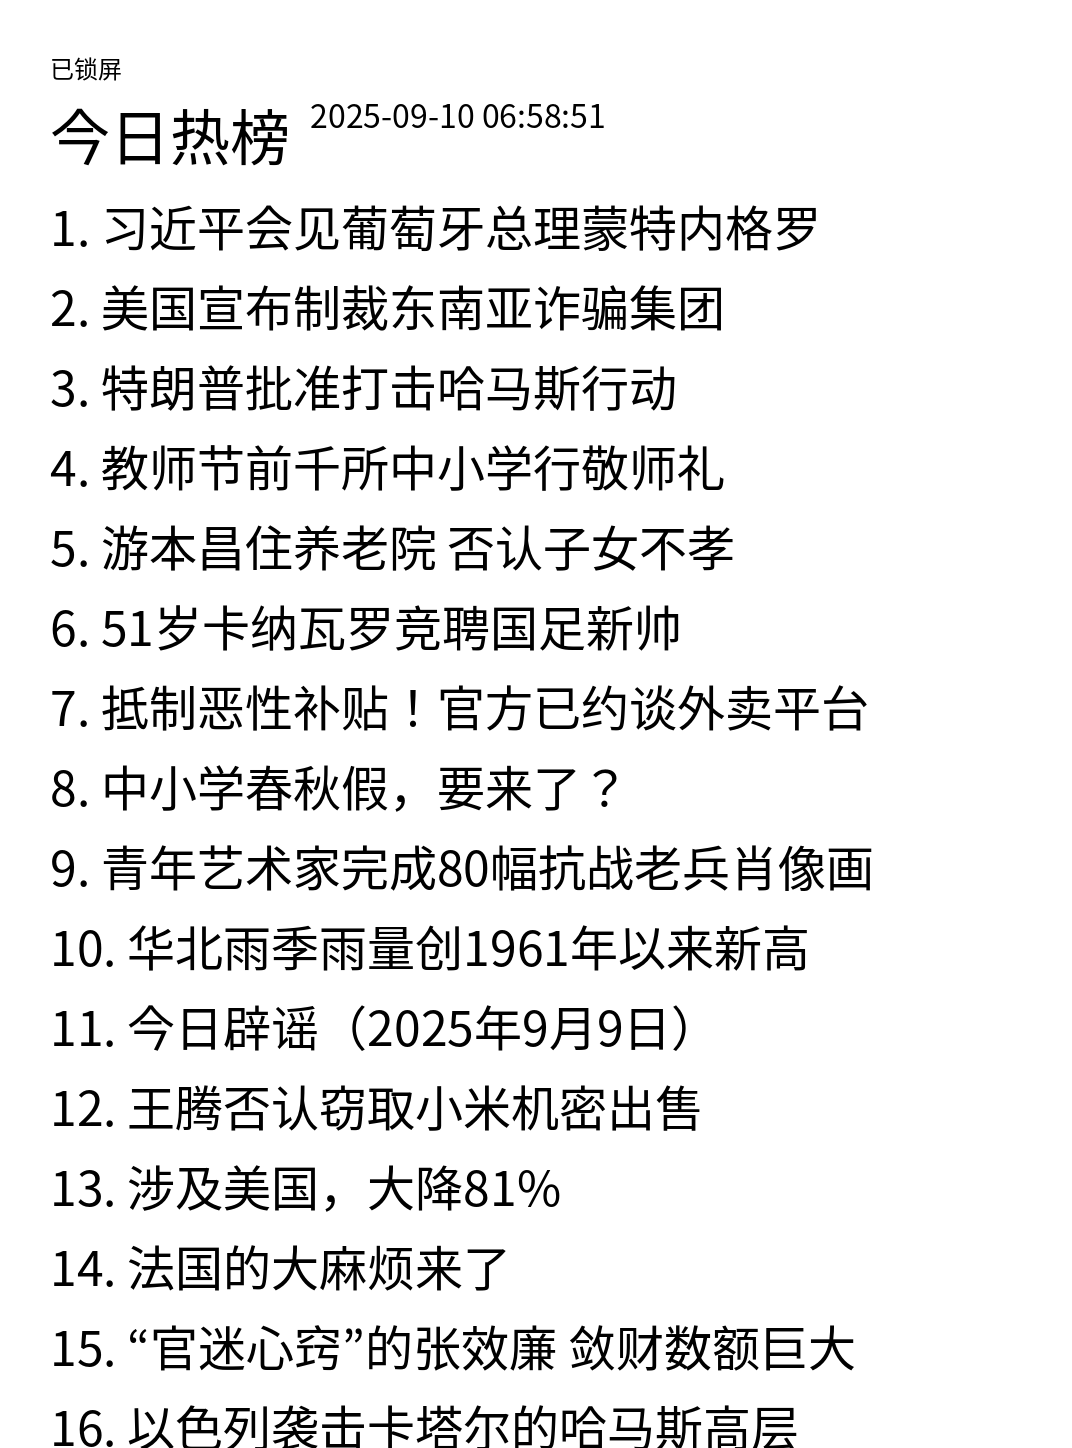 已锁屏
今日热榜 2025-09-10 06:58:51
1. 习近平会见葡萄牙总理蒙特内格罗
2. 美国宣布制裁东南亚诈骗集团
3. 特朗普批准打击哈马斯行动
4. 教师节前千所中小学行敬师礼
5. 游本昌住养老院 否认子女不孝
6. 51岁卡纳瓦罗竞聘国足新帅
7. 抵制恶性补贴！官方已约谈外卖平台
8. 中小学春秋假，要来了？
9. 青年艺术家完成80幅抗战老兵肖像画
10. 华北雨季雨量创1961年以来新高
11. 今日辟谣（2025年9月9日）
12. 王腾否认窃取小米机密出售
13. 涉及美国，大降81%
14. 法国的大麻烦来了
15. “官迷心窍”的张效廉 敛财数额巨大
16. 以色列袭击卡塔尔的哈马斯高层